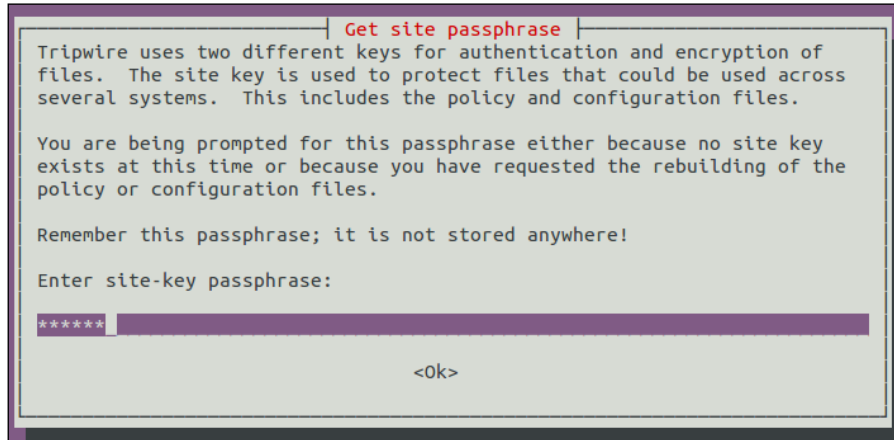 Get site passphrase
Tripwire uses two different keys for authentication and encryption of
files.  The site key is used to protect files that could be used across
several systems.  This includes the policy and configuration files.
You are being prompted for this passphrase either because no site key
exists at this time or because you have requested the rebuilding of the
policy or configuration files.
Remember this passphrase; it is not stored anywhere!
Enter site-key passphrase:
******_
<Ok>